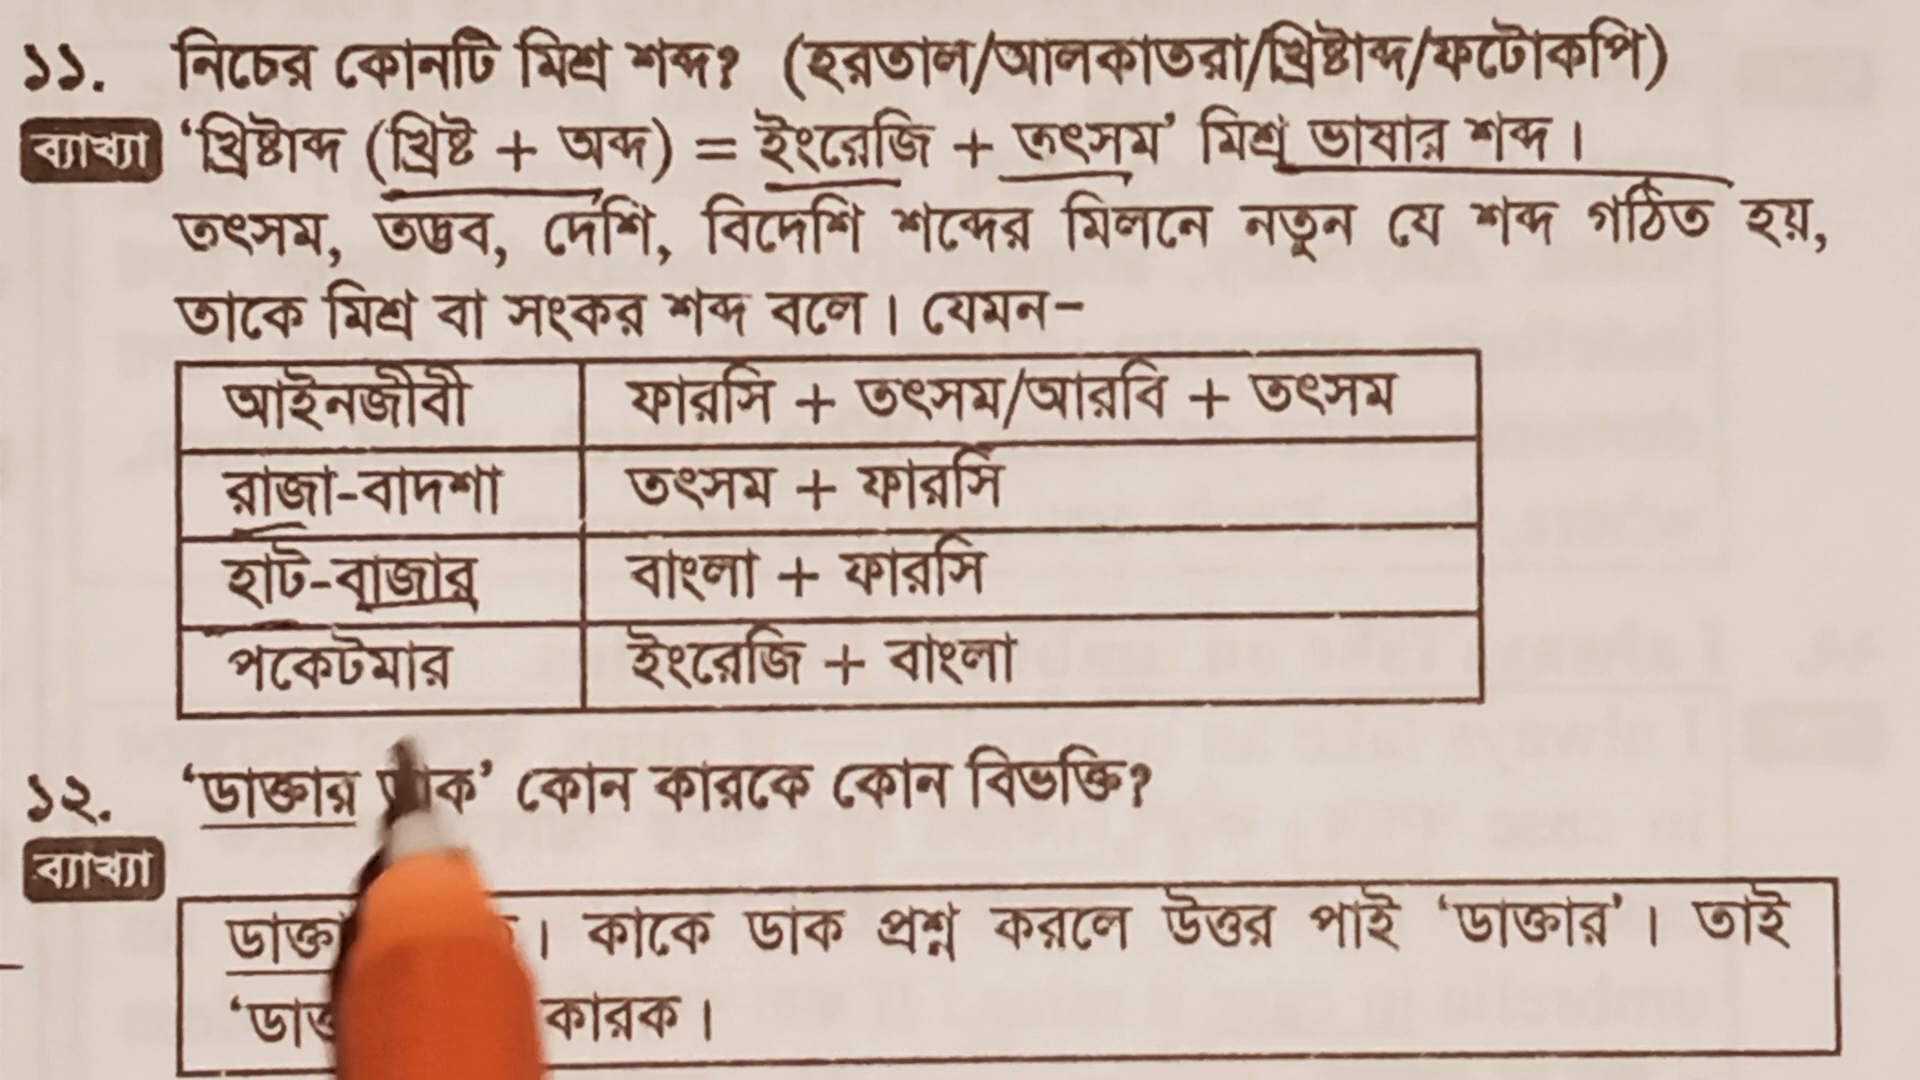 ১১. নিচের কোনটি মিশ্র শব্দ? (হরতাল/আলকাতরা/খ্রিষ্টাব্দ/ফটোকপি)
ব্যাখ্যা ‘খ্রিষ্টাব্দ (খ্রিষ্ট + অব্দ) = ইংরেজি + তৎসম’ মিশ্র ভাষার শব্দ।
তৎসম, তদ্ভব, দেশি, বিদেশি শব্দের মিলনে নতুন যে শব্দ গঠিত হয়,
তাকে মিশ্র বা সংকর শব্দ বলে। যেমন-
আইনজীবী ফারসি + তৎসম/আরবি + তৎসম
রাজা-বাদশা তৎসম + ফারসি
হাট-বাজার বাংলা + ফারসি
পকেটমার ইংরেজি + বাংলা
১২. ‘ডাক্তার কোন কারকে কোন বিভক্তি?
ব্যাখ্যা
। কাকে ডাক প্রশ্ন করলে উত্তর পাই ‘ডাক্তার’। তাই
কারক।